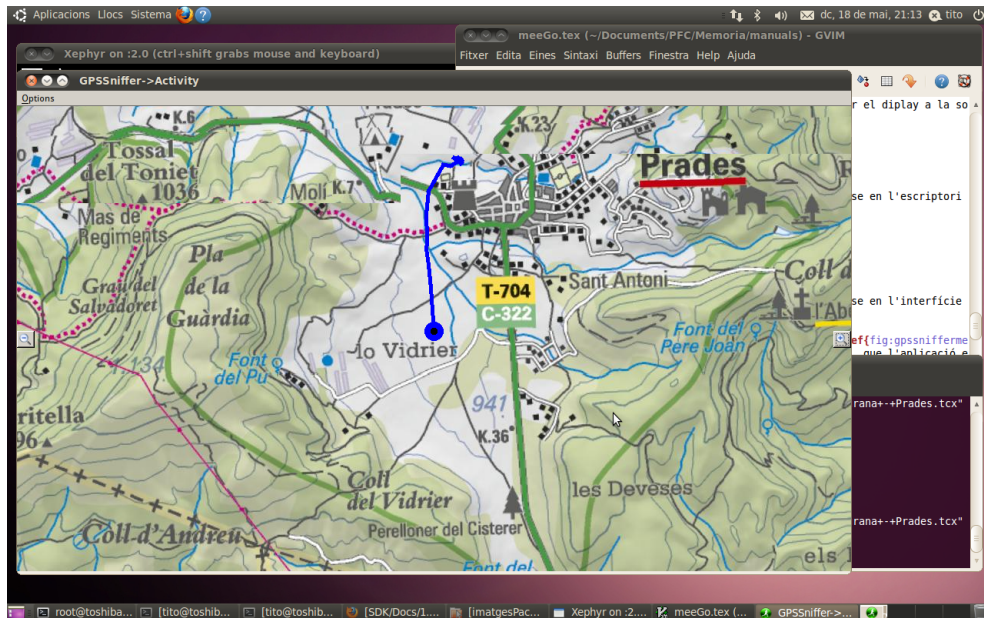 Aplicacions Llocs Sistema
dc, 18 de mai, 21:13
tito
meeGo.tex (~/Documents/PFC/Memoria/manuals) - GVIM
Xephyr on :2.0 (ctrl+shift grabs mouse and keyboard)
Fitxer Edita Eines Sintaxi Buffers Finestra Help Ajuda
GPSSniffer->Activity
Options
r el diplay a la so
K.6
K.23
Tossal
del Toniet
1036
Molí
K.7
Prades
se en l'escriptori
Mas de
Regiments
Pla
de la
Guàrdia
Grau del
Salvadoret
Sant Antoni
Coll d
T-704
C-322
l'Abe
se en l'interfície
Font del
Pere Joan
ef{fig:gpssnifferme
que l'aplicació e
lo Vidrier
Font
del Pu
1.134
ritella
96
941
K.36
rana+-+Prades.tcx"
Coll
del Vidrier
les Deveses
Coll d'Andreu
Perelloner del Cisterer
rana+-+Prades.tcx"
els
Font del
root@toshiba...
[tito@toshib...
[tito@toshib...
[SDK/Docs/1....
[imatgesPac...
Xephyr on :2....
meeGo.tex (...
GPSSniffer->...